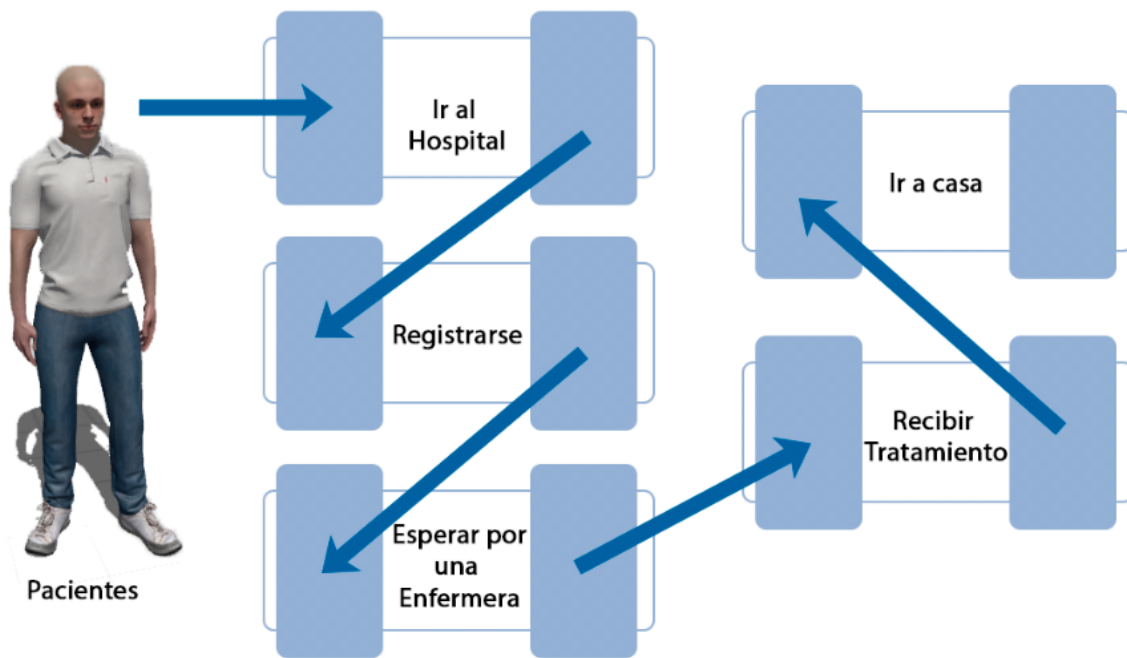 Ir al
Hospital
Registrarse
Esperar por
una
Enfermera
Recibir
Tratamiento
Ir a casa
Pacientes